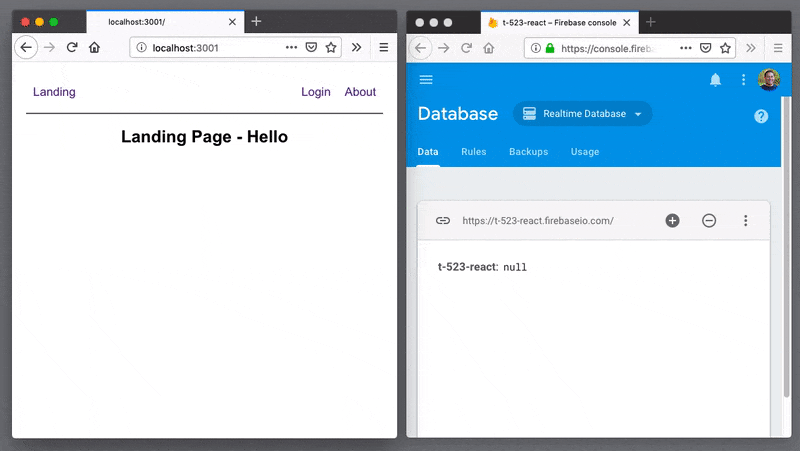 localhost:3001/
localhost:3001
Landing
Login
About
Landing Page - Hello
t-523-react – Firebase console
https://console.fireba
Database
Realtime Database
Data
Rules
Backups
Usage
https://t-523-react.firebaseio.com/
t-523-react: null